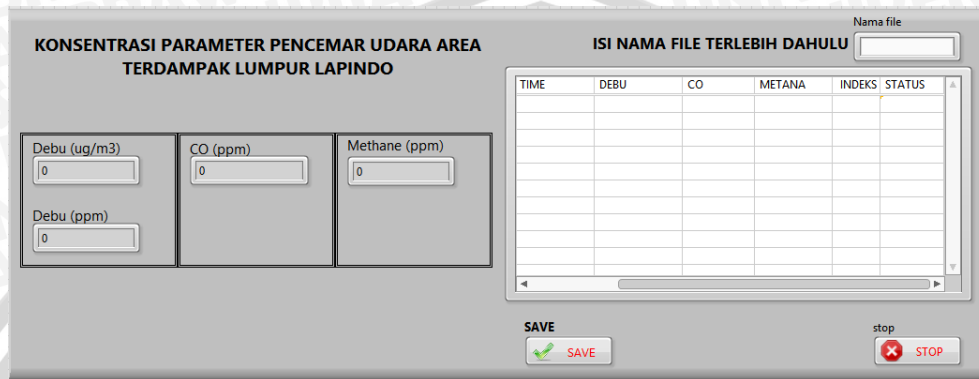 KONSENTRASI PARAMETER PENCEMAR UDARA AREA
TERDAMPAK LUMPUR LAPINDO
Debu (ug/m3)
0
Debu (ppm)
0
CO (ppm)
0
Methane (ppm)
0
Nama file
ISI NAMA FILE TERLEBIH DAHULU
TIME DEBU CO METANA INDEKS STATUS
SAVE
SAVE
stop
STOP